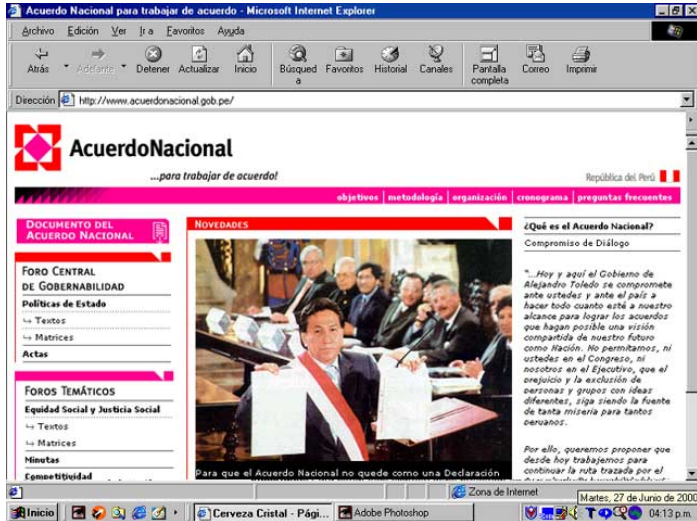 Acuerdo Nacional para trabajar de acuerdo - Microsoft Internet Explorer
Archivo Edición Ver Ir a Favoritos Ayuda
Atrás Adelante Detener Actualizar Inicio Búsqueda Favoritos Historial Canales Pantalla completa Correo Imprimir
Dirección http://www.acuerdonacional.gob.pe/
AcuerdoNacional
...para trabajar de acuerdo!
República del Perú
objetivos metodología organización cronograma preguntas frecuentes
DOCUMENTO DEL
ACUERDO NACIONAL
FORO CENTRAL
DE GOBERNABILIDAD
Políticas de Estado
Textos
Matrices
Actas
FOROS TEMÁTICOS
Equidad Social y Justicia Social
Textos
Matrices
Minutas
Competitividad
NOVEDADES
Para que el Acuerdo Nacional no quede como una Declaración
¿Qué es el Acuerdo Nacional?
Compromiso de Diálogo
"...Hoy y aquí el Gobierno de
Alejandro Toledo se compromete
ante ustedes y ante el país a
hacer todo cuanto esté a nuestro
alcance para lograr los acuerdos
que hagan posible una visión
compartida de nuestro futuro
como Nación. No permitamos, ni
ustedes en el Congreso, ni
nosotros en el Ejecutivo, que el
prejuicio y la exclusión de
personas y grupos con ideas
diferentes, siga siendo la fuente
de tanta miseria para tantos
peruanos.
Por ello, queremos proponer que
desde hoy trabajemos para
continuar la ruta trazada por el
Zona de Internet
Martes, 27 de Junio de 2000
Inicio Cerveza Cristal - Pági... Adobe Photoshop 04:13 p.m.